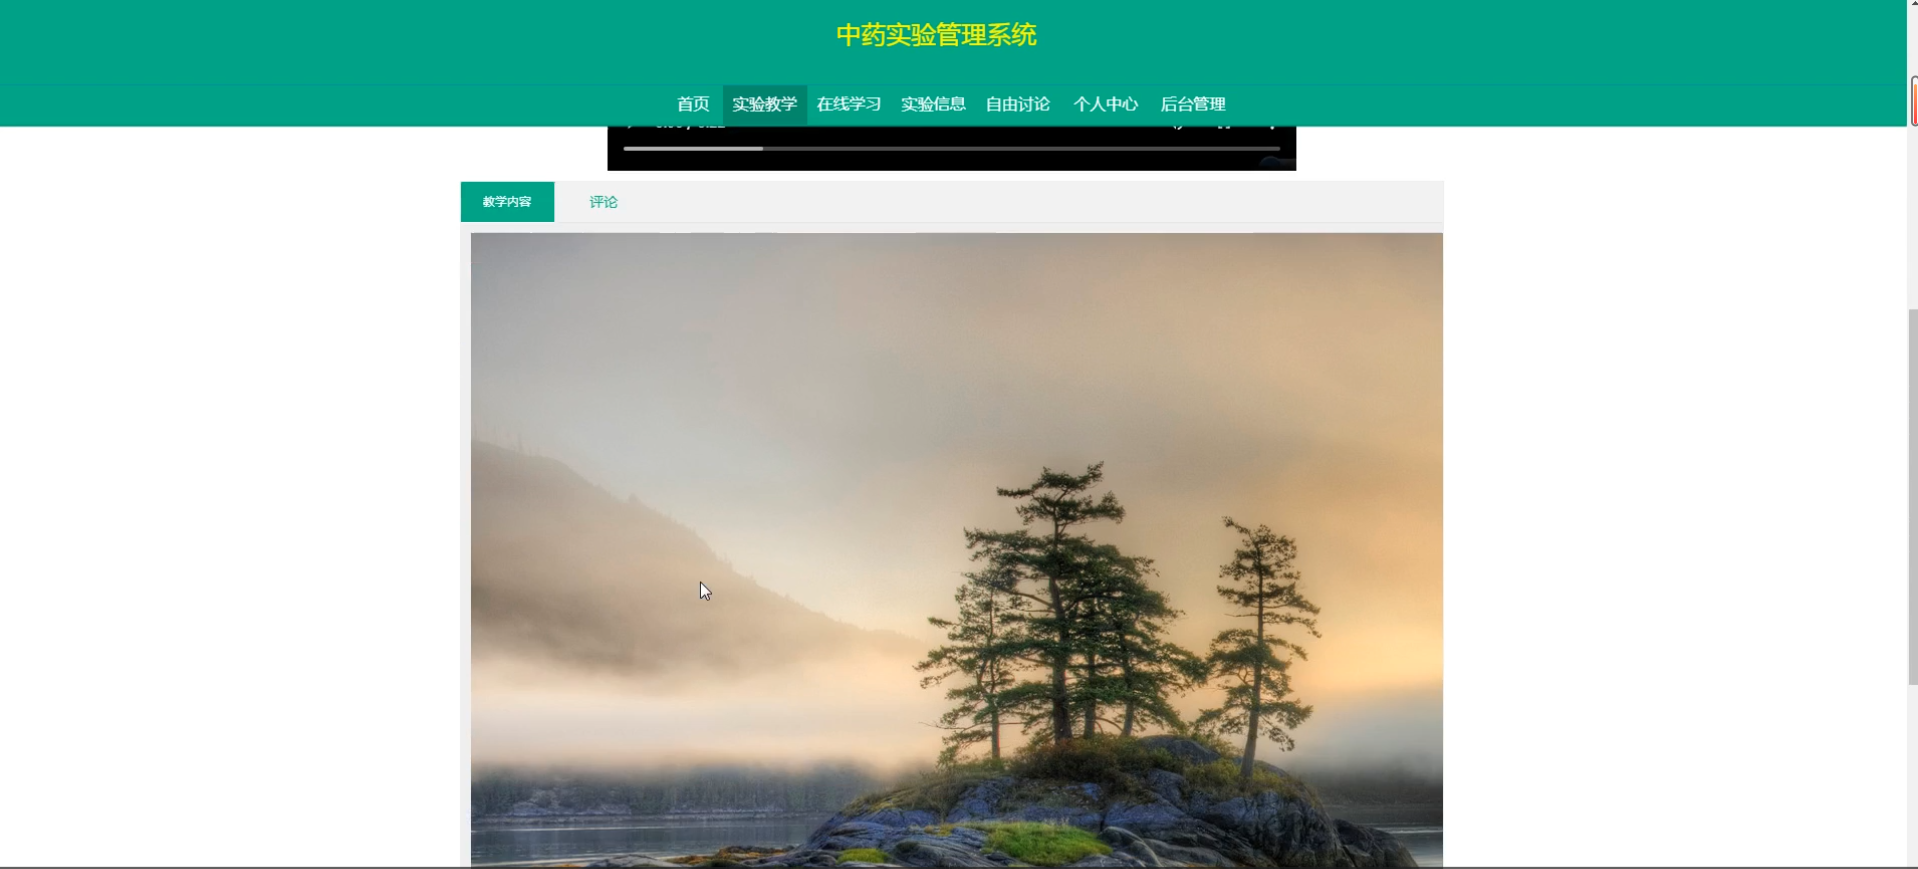 中药实验管理系统
首页 实验教学 在线学习 实验信息 自由讨论 个人中心 后台管理
教学内容 评论